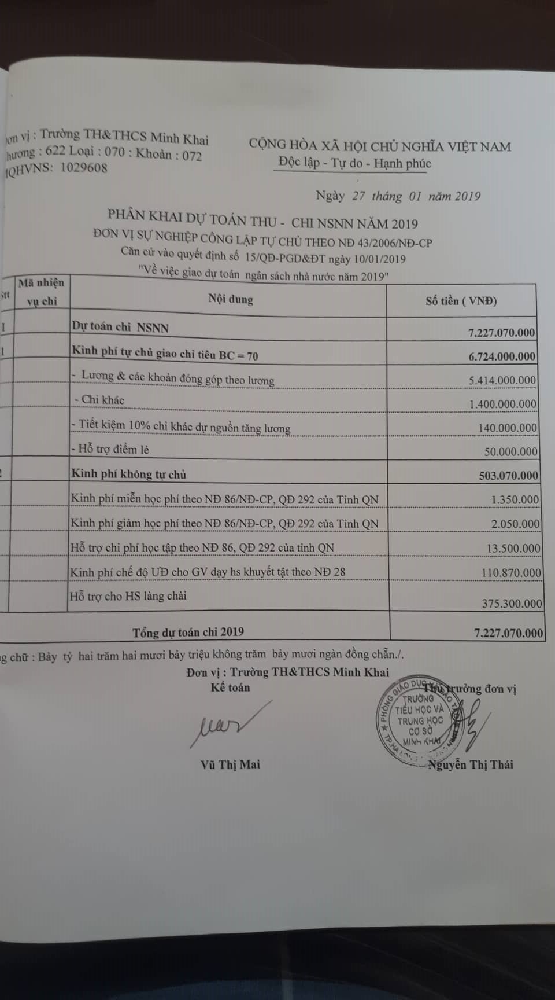 vị : Trường TH&THCS Minh Khai
: 622 Loại : 070 : Khoản : 072
QHVNS: 1029608
CỘNG HÒA XÃ HỘI CHỦ NGHĨA VIỆT NAM
Độc lập - Tự do - Hạnh phúc
Ngày 27 tháng 01 năm 2019
PHÂN KHAI DỰ TOÁN THU - CHI NSNN NĂM 2019
ĐƠN VỊ SỰ NGHIỆP CÔNG LẬP TỰ CHỦ THEO NĐ 43/2006/NĐ-CP
Căn cứ vào quyết định số 15/QĐ-PGD&ĐT ngày 10/01/2019
"Về việc giao dự toán ngân sách nhà nước năm 2019"
Stt Mã nhiện vụ chi Nội dung Số tiền ( VNĐ)
I Dự toán chi NSNN 7.227.070.000
1 Kinh phí tự chủ giao chỉ tiêu BC = 70 6.724.000.000
- Lương & các khoản đóng góp theo lương 5.414.000.000
- Chi khác 1.400.000.000
- Tiết kiệm 10% chi khác dự nguồn tăng lương 140.000.000
- Hỗ trợ điểm lẻ 50.000.000
2 Kinh phí không tự chủ 503.070.000
Kinh phí miễn học phí theo NĐ 86/NĐ-CP, QĐ 292 của Tỉnh QN 1.350.000
Kinh phí giảm học phí theo NĐ 86/NĐ-CP, QĐ 292 của Tỉnh QN 2.050.000
Hỗ trợ chi phí học tập theo NĐ 86, QĐ 292 của tỉnh QN 13.500.000
Kinh phí chế độ ƯĐ cho GV dạy hs khuyết tật theo NĐ 28 110.870.000
Hỗ trợ cho HS làng chài 375.300.000
Tổng dự toán chi 2019 7.227.070.000
chữ : Bảy tỷ hai trăm hai mươi bảy triệu không trăm bảy mươi ngàn đồng chẵn./.
Đơn vị : Trường TH&THCS Minh Khai
Kế toán
Thủ trưởng đơn vị
PHÒNG GIÁO DỤC VÀ ĐÀO TẠO
TRƯỜNG
TIỂU HỌC VÀ
TRUNG HỌC
CƠ SỞ
MINH KHAI
TP.HẠ LONG
Vũ Thị Mai
Nguyễn Thị Thái